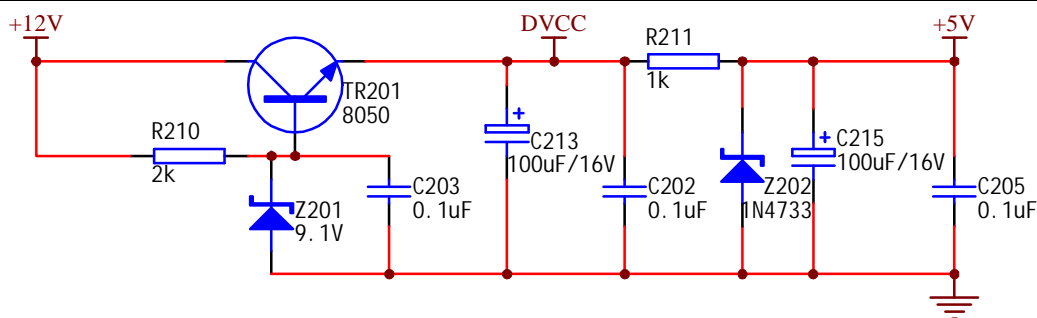 +12V
DVCC
+5V
R211
1k
TR201
8050
R210
2k
C213
100uF/16V
C215
100uF/16V
C203
0.1uF
C202
0.1uF
Z202
1N4733
C205
0.1uF
Z201
9.1V
+
+